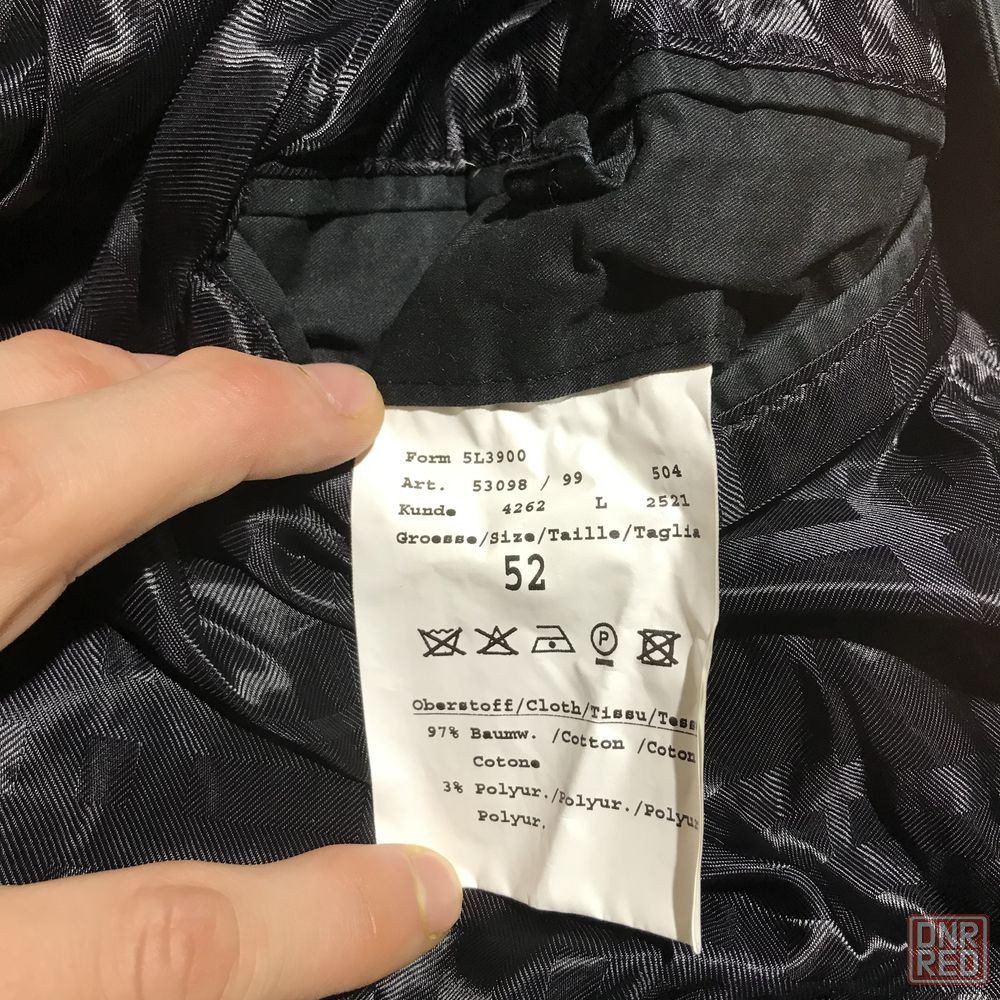 Form 5L3900
Art. 53098 / 99 504
Kunde 4262 L 2521
Groesse/Size/Taille/Taglia
52
P
Oberstoff/Cloth/Tissu/Tess
97% Baumw. /Cotton /Coton
Cotone
3% Polyur./Polyur./Polyur
Polyur.
DNR
RED